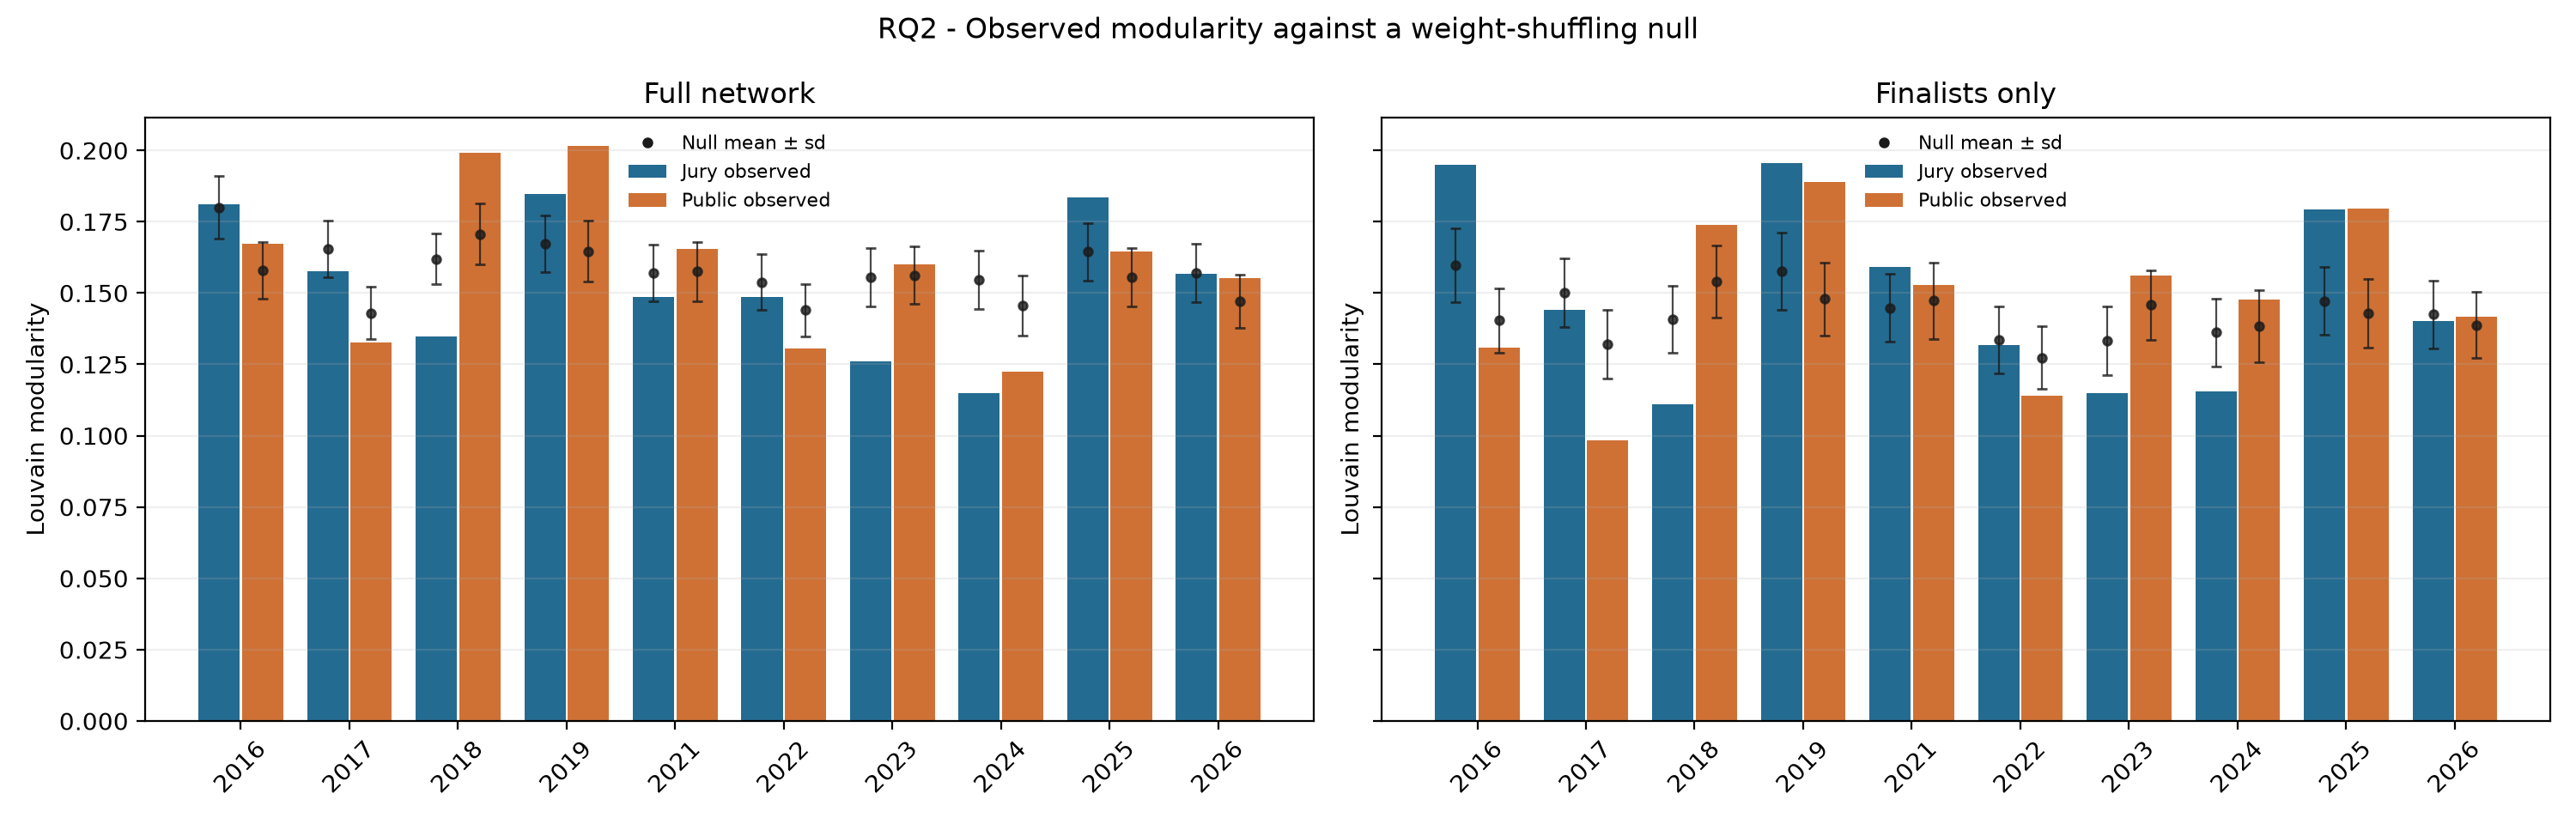 RQ2 - Observed modularity against a weight-shuffling null
Full network
Louvain modularity
0.200
0.175
0.150
0.125
0.100
0.075
0.050
0.025
0.000
Null mean ± sd
Jury observed
Public observed
2016
2017
2018
2019
2021
2022
2023
2024
2025
2026
Finalists only
Louvain modularity
Null mean ± sd
Jury observed
Public observed
2016
2017
2018
2019
2021
2022
2023
2024
2025
2026